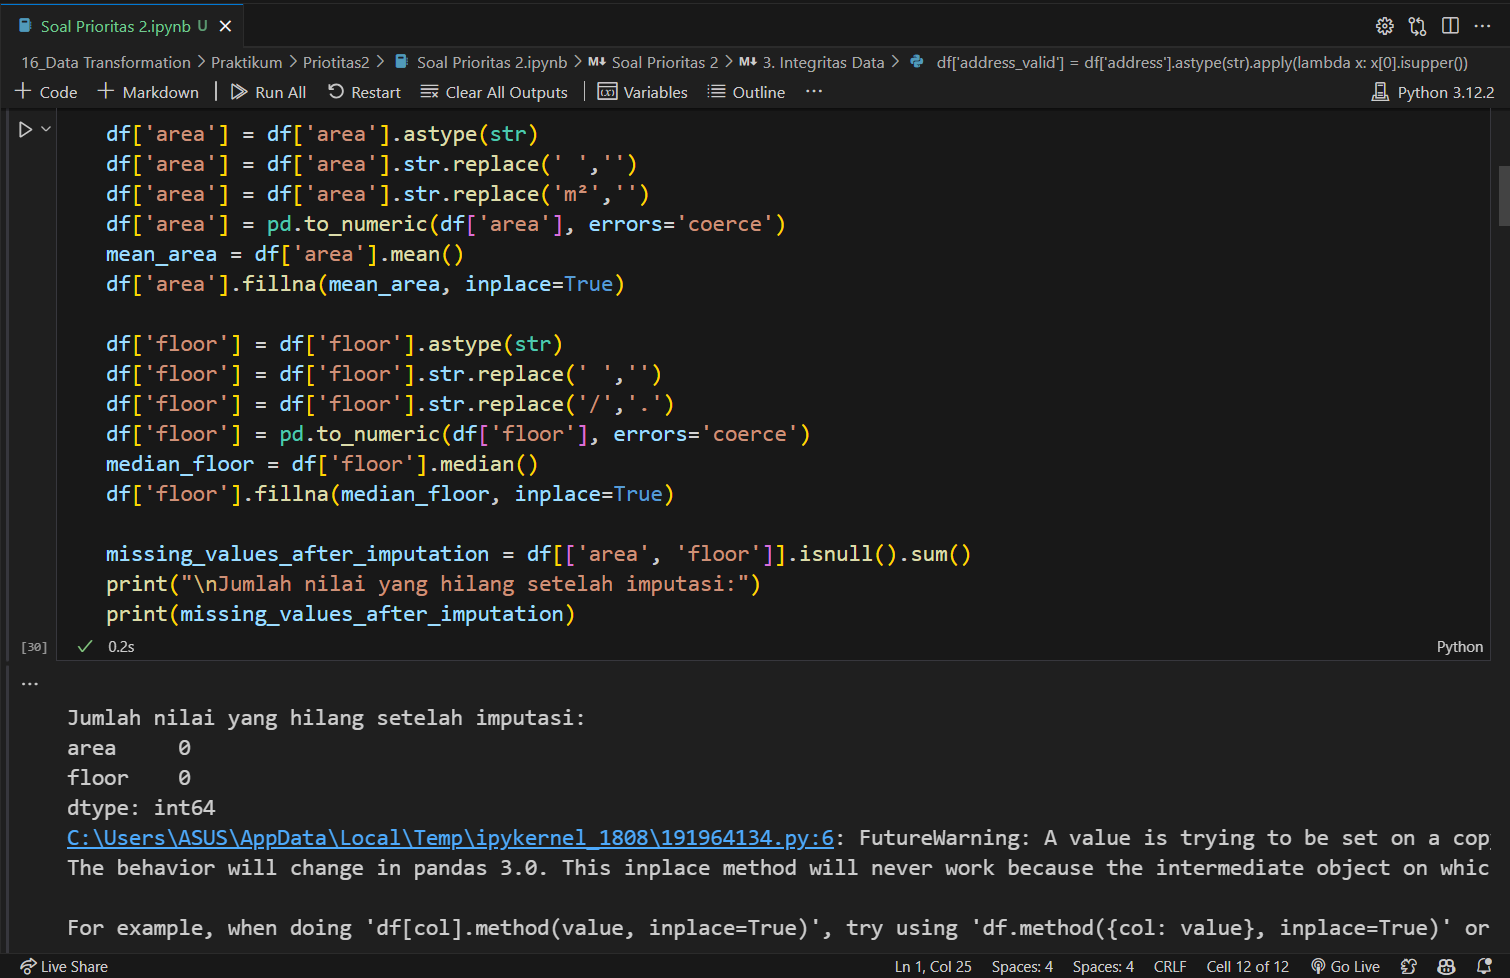 Soal Prioritas 2.ipynb U
16_Data Transformation > Praktikum > Priotitas2 > Soal Prioritas 2.ipynb > M↓ Soal Prioritas 2 > M↓ 3. Integritas Data > df['address_valid'] = df['address'].astype(str).apply(lambda x: x[0].isupper())
+ Code + Markdown | Run All Restart Clear All Outputs | Variables Outline ... Python 3.12.2
df['area'] = df['area'].astype(str)
df['area'] = df['area'].str.replace(' ','')
df['area'] = df['area'].str.replace('m²','')
df['area'] = pd.to_numeric(df['area'], errors='coerce')
mean_area = df['area'].mean()
df['area'].fillna(mean_area, inplace=True)
df['floor'] = df['floor'].astype(str)
df['floor'] = df['floor'].str.replace(' ','')
df['floor'] = df['floor'].str.replace('/','.')
df['floor'] = pd.to_numeric(df['floor'], errors='coerce')
median_floor = df['floor'].median()
df['floor'].fillna(median_floor, inplace=True)
missing_values_after_imputation = df[['area', 'floor']].isnull().sum()
print("\nJumlah nilai yang hilang setelah imputasi:")
print(missing_values_after_imputation)
[30] 0.2s Python
...
Jumlah nilai yang hilang setelah imputasi:
area 0
floor 0
dtype: int64
C:\Users\ASUS\AppData\Local\Temp\ipykernel_1808\191964134.py:6: FutureWarning: A value is trying to be set on a cop
The behavior will change in pandas 3.0. This inplace method will never work because the intermediate object on whic
For example, when doing 'df[col].method(value, inplace=True)', try using 'df.method({col: value}, inplace=True)' or
Live Share Ln 1, Col 25 Spaces: 4 Spaces: 4 CRLF Cell 12 of 12 Go Live